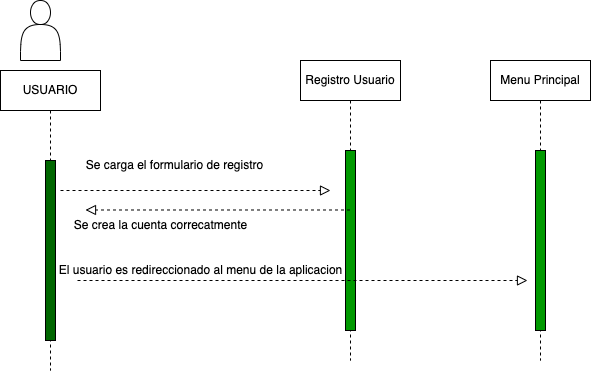 USUARIO
Registro Usuario
Menu Principal
Se carga el formulario de registro
Se crea la cuenta correcatmente
El usuario es redireccionado al menu de la aplicacion